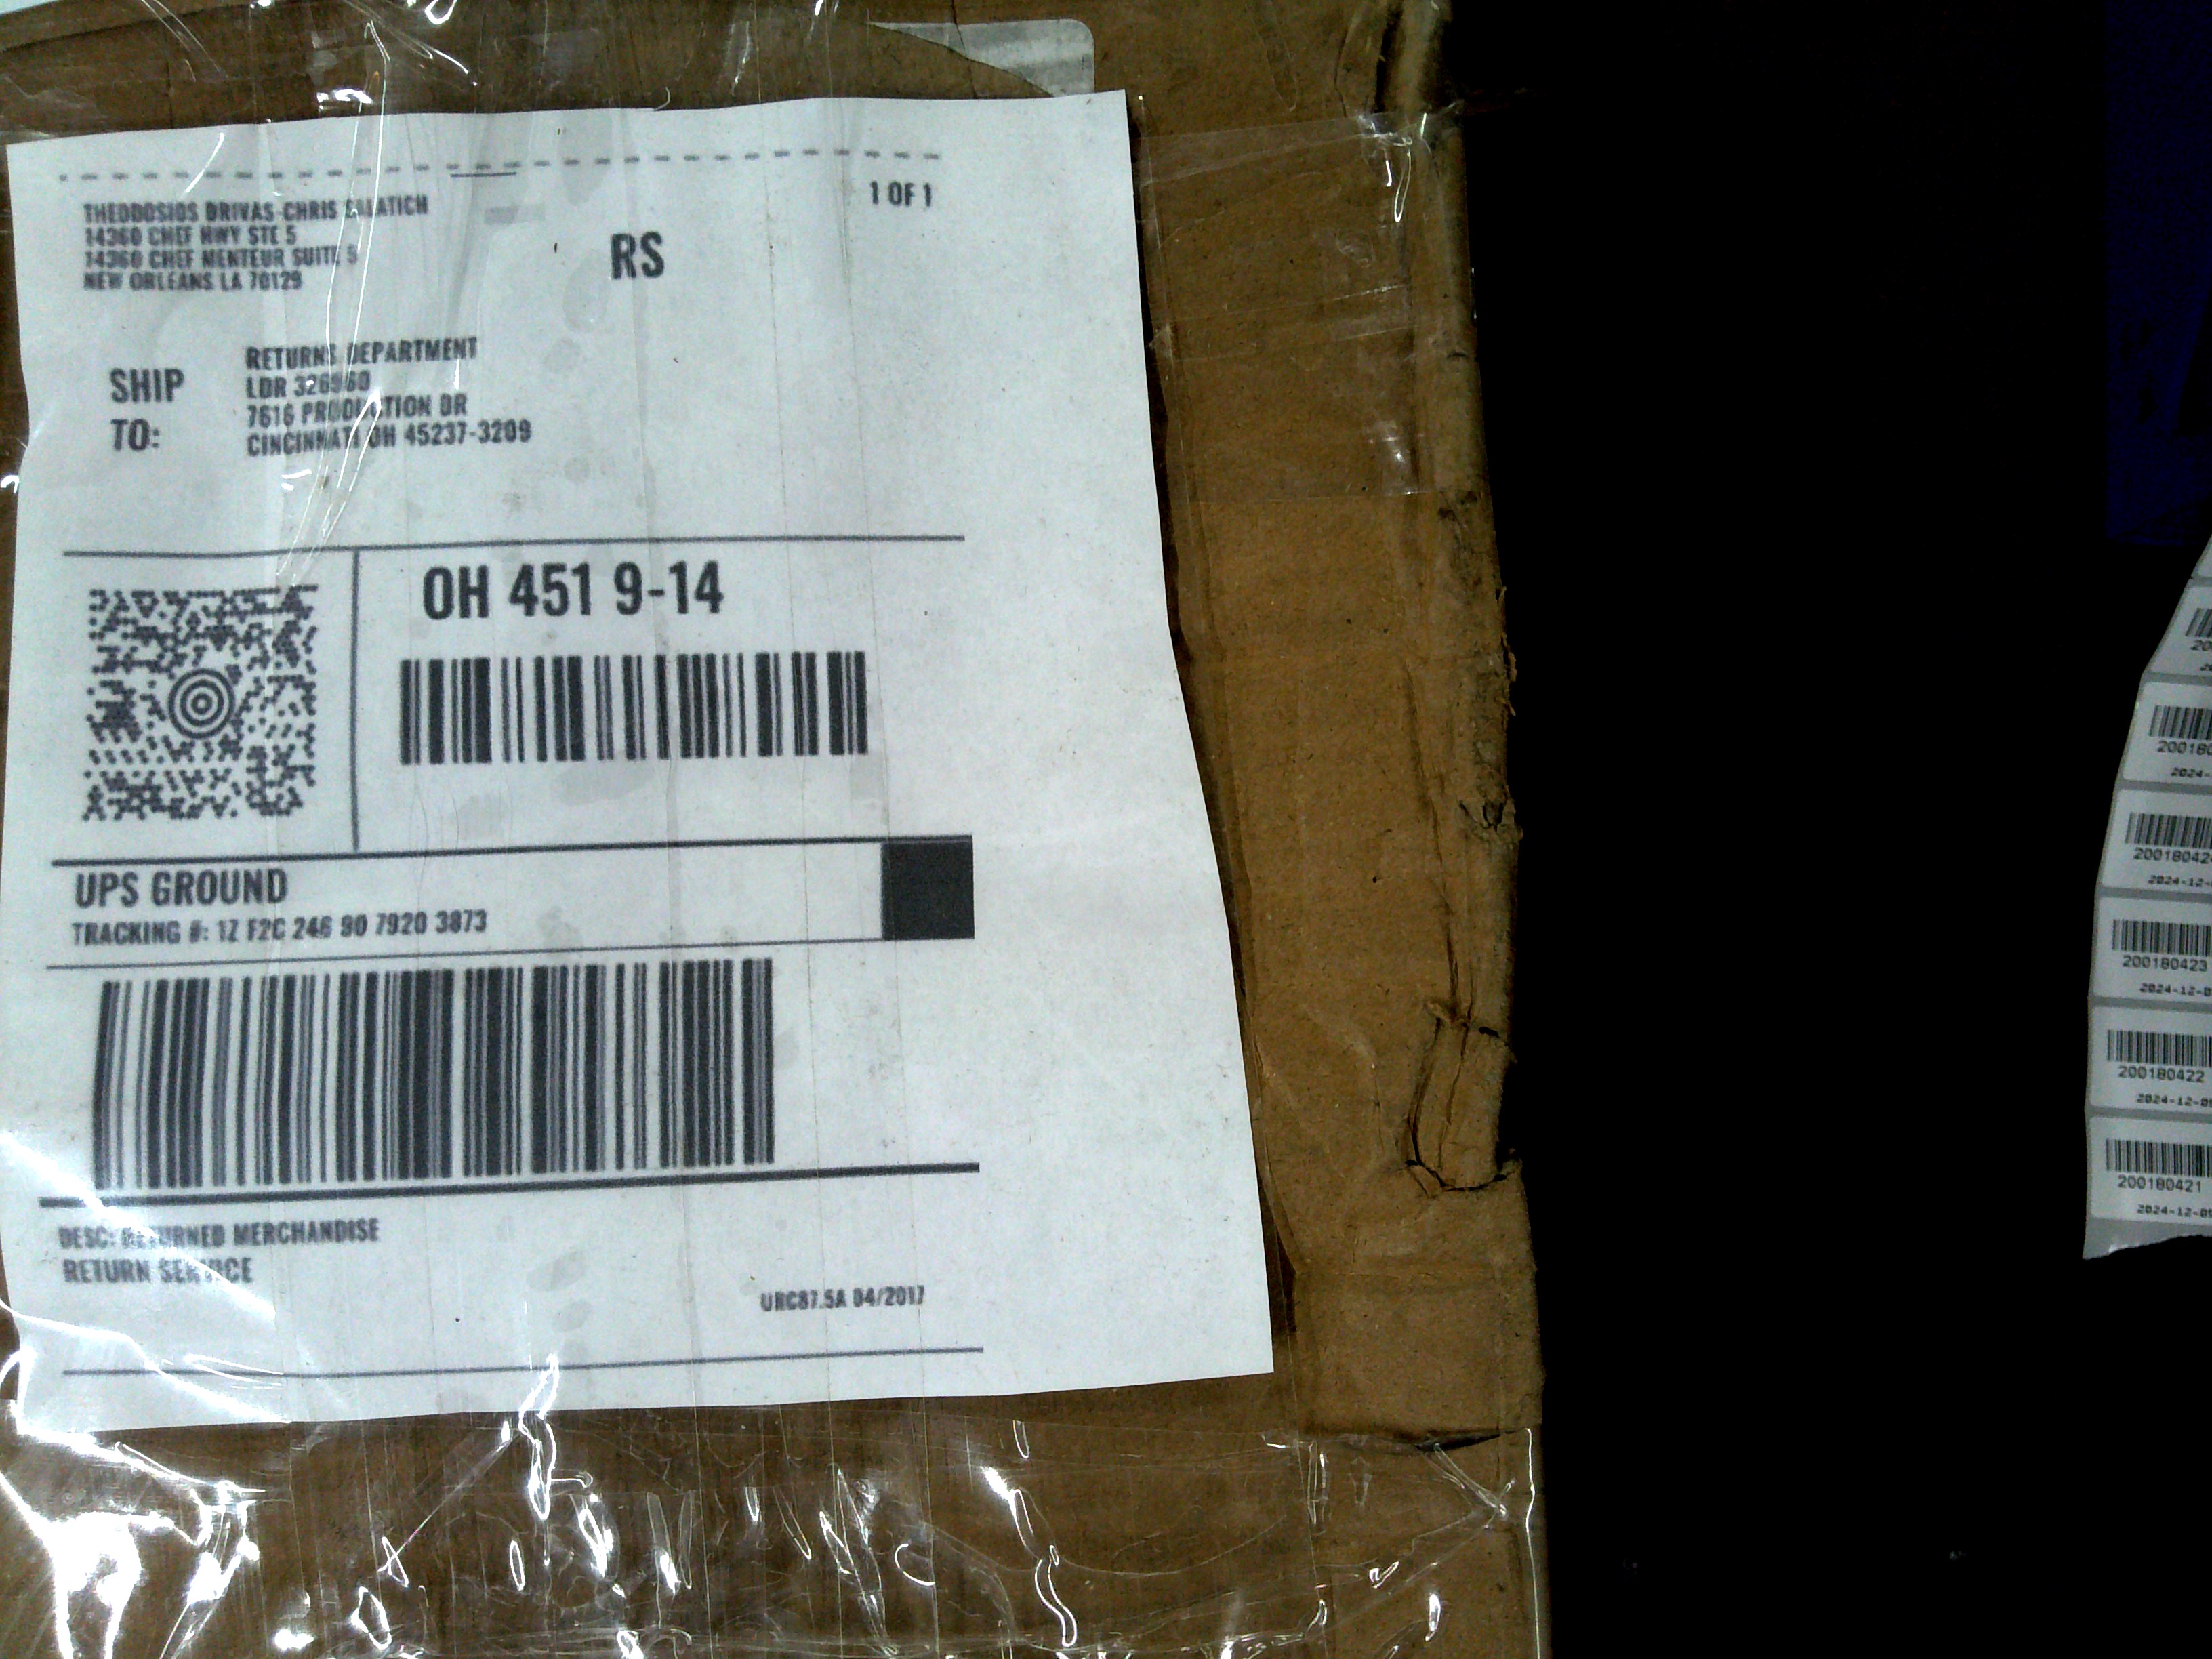 1 OF 1
THEODOSIOS DRIVAS-CHRIS
14360 CHEF HWY STE 5
14360 CHEF MENTEUR SUITE 5
NEW ORLEANS LA 70129
RS
SHIP
TO:
RETURNS DEPARTMENT
LDR
7616 PRODUCTION DR
CINCINNATI OH 45237-3209
OH 451 9-14
UPS GROUND
TRACKING #: 1Z F2C 246 90 7920 3873
DESC: RETURNED MERCHANDISE
RETURN SERVICE
URC87.5A 04/2017
200180423
200180422
200180421